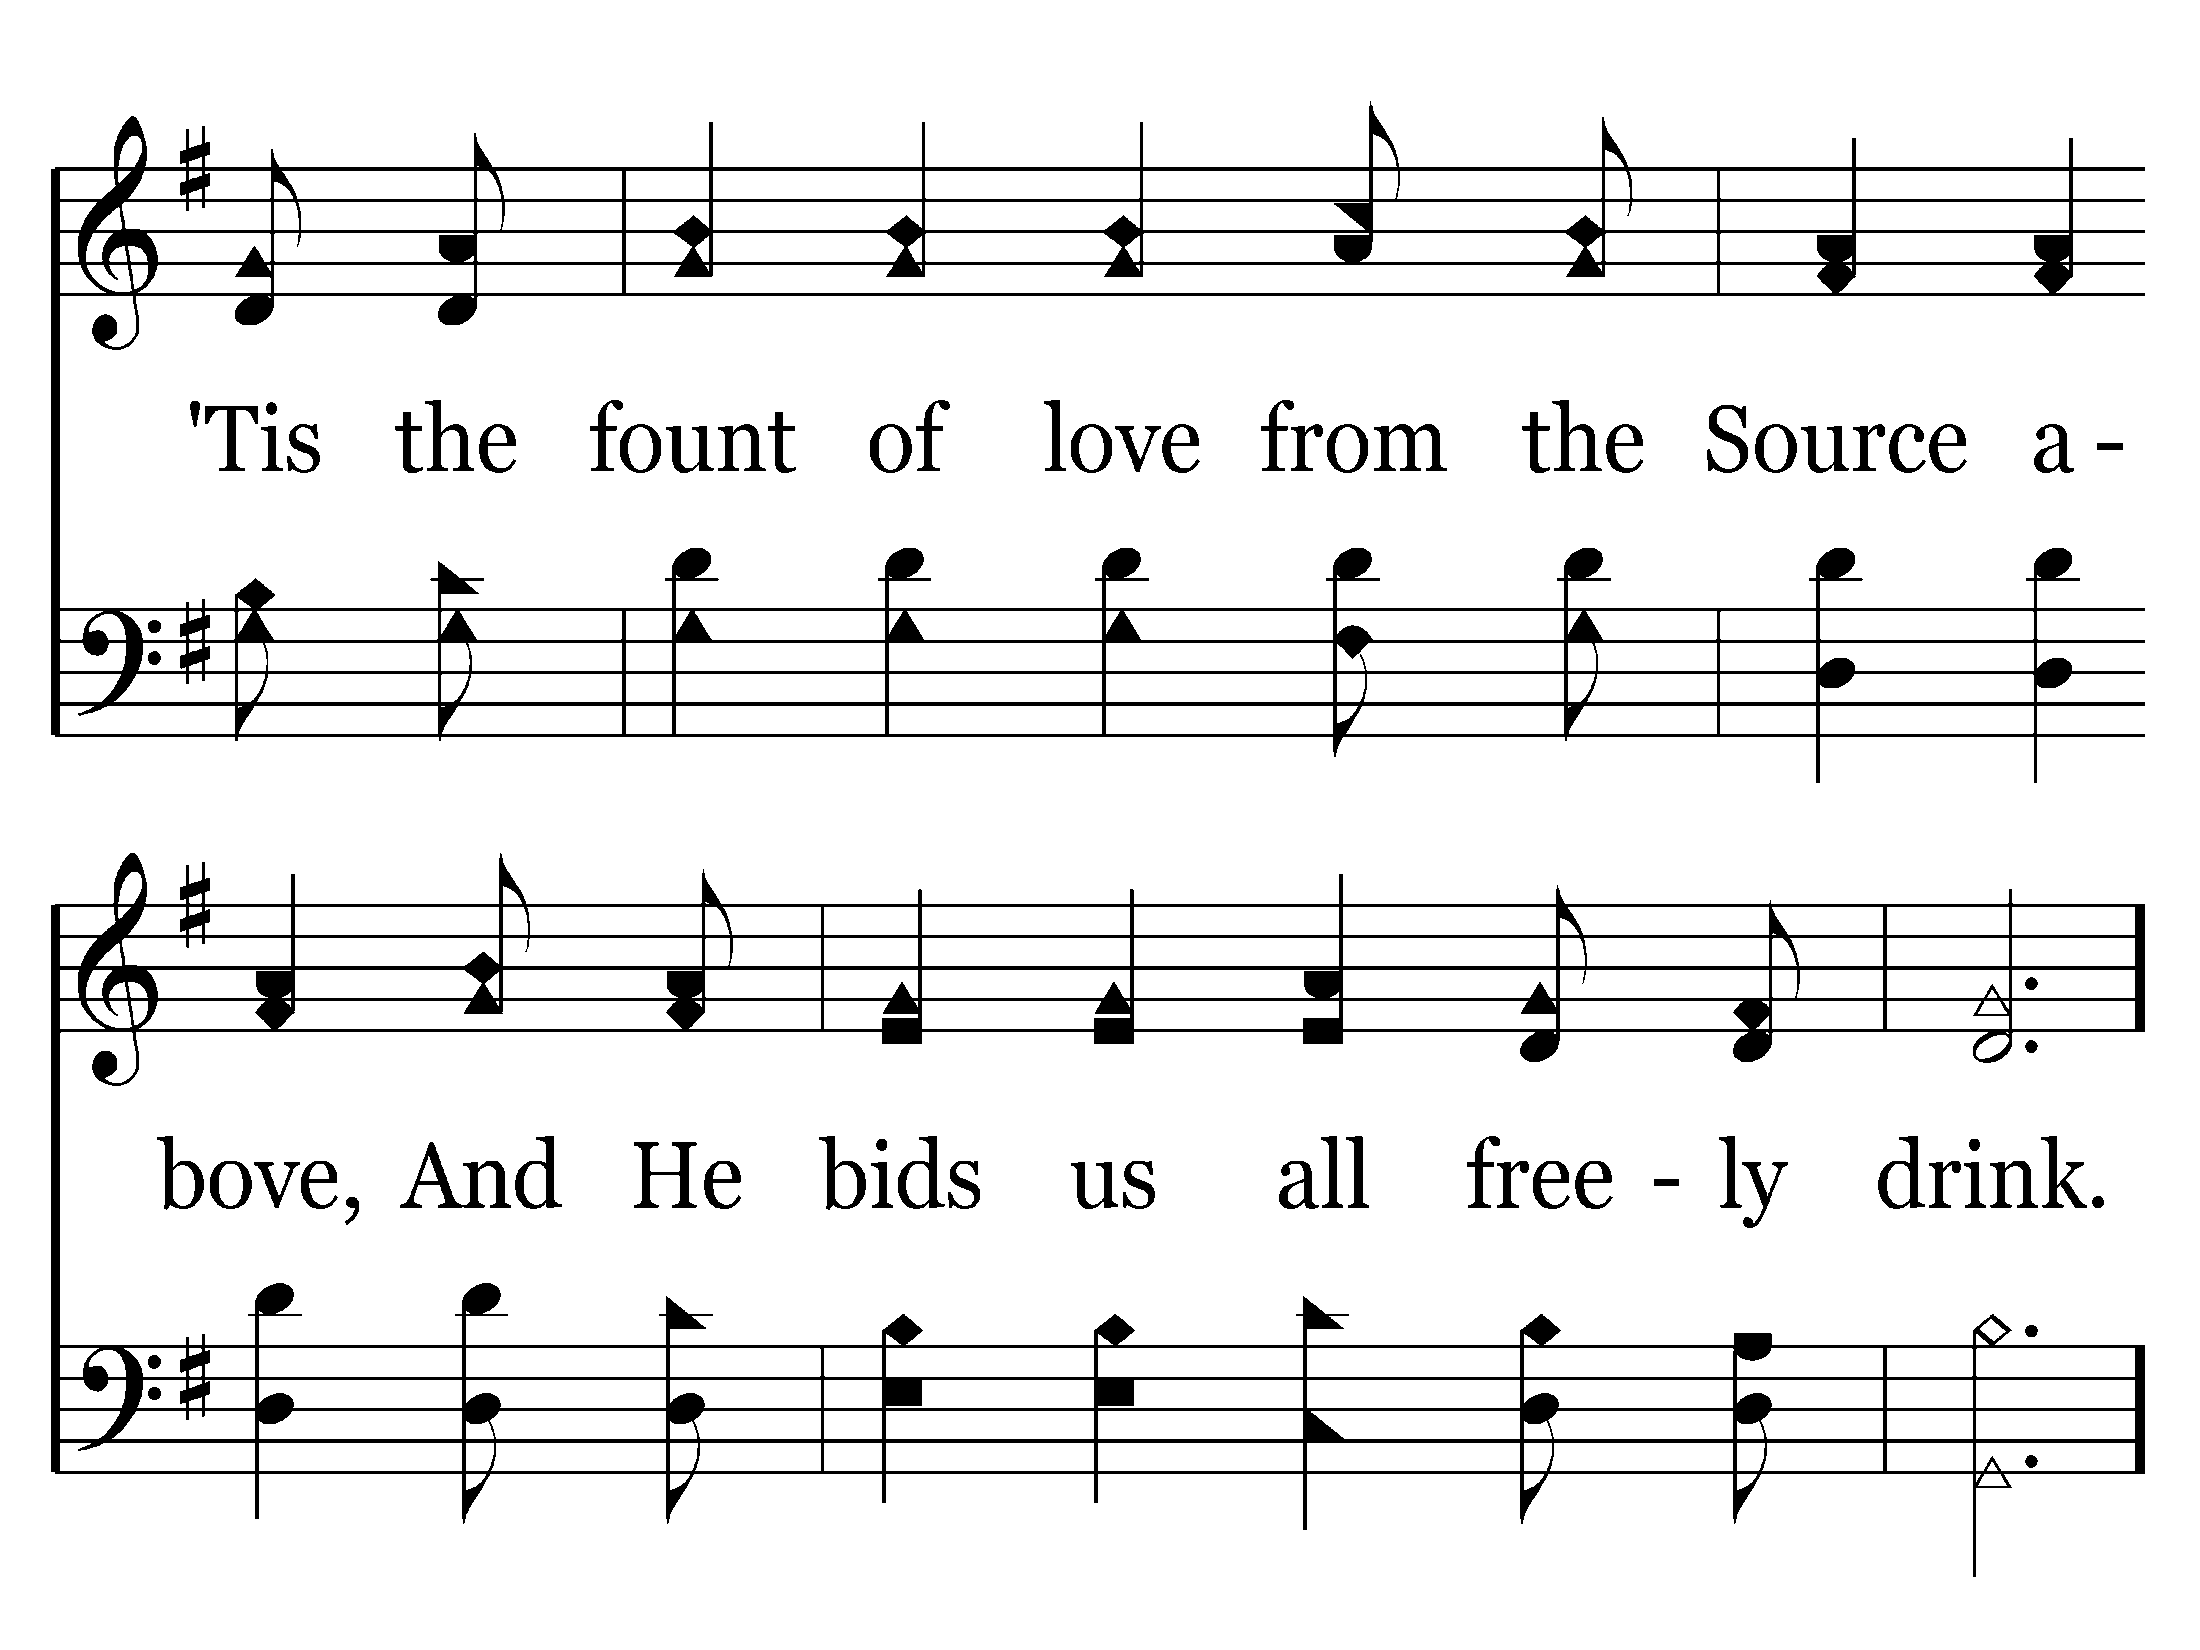 'Tis the fount of love from the Source a -
bove, And He bids us all free - ly drink.